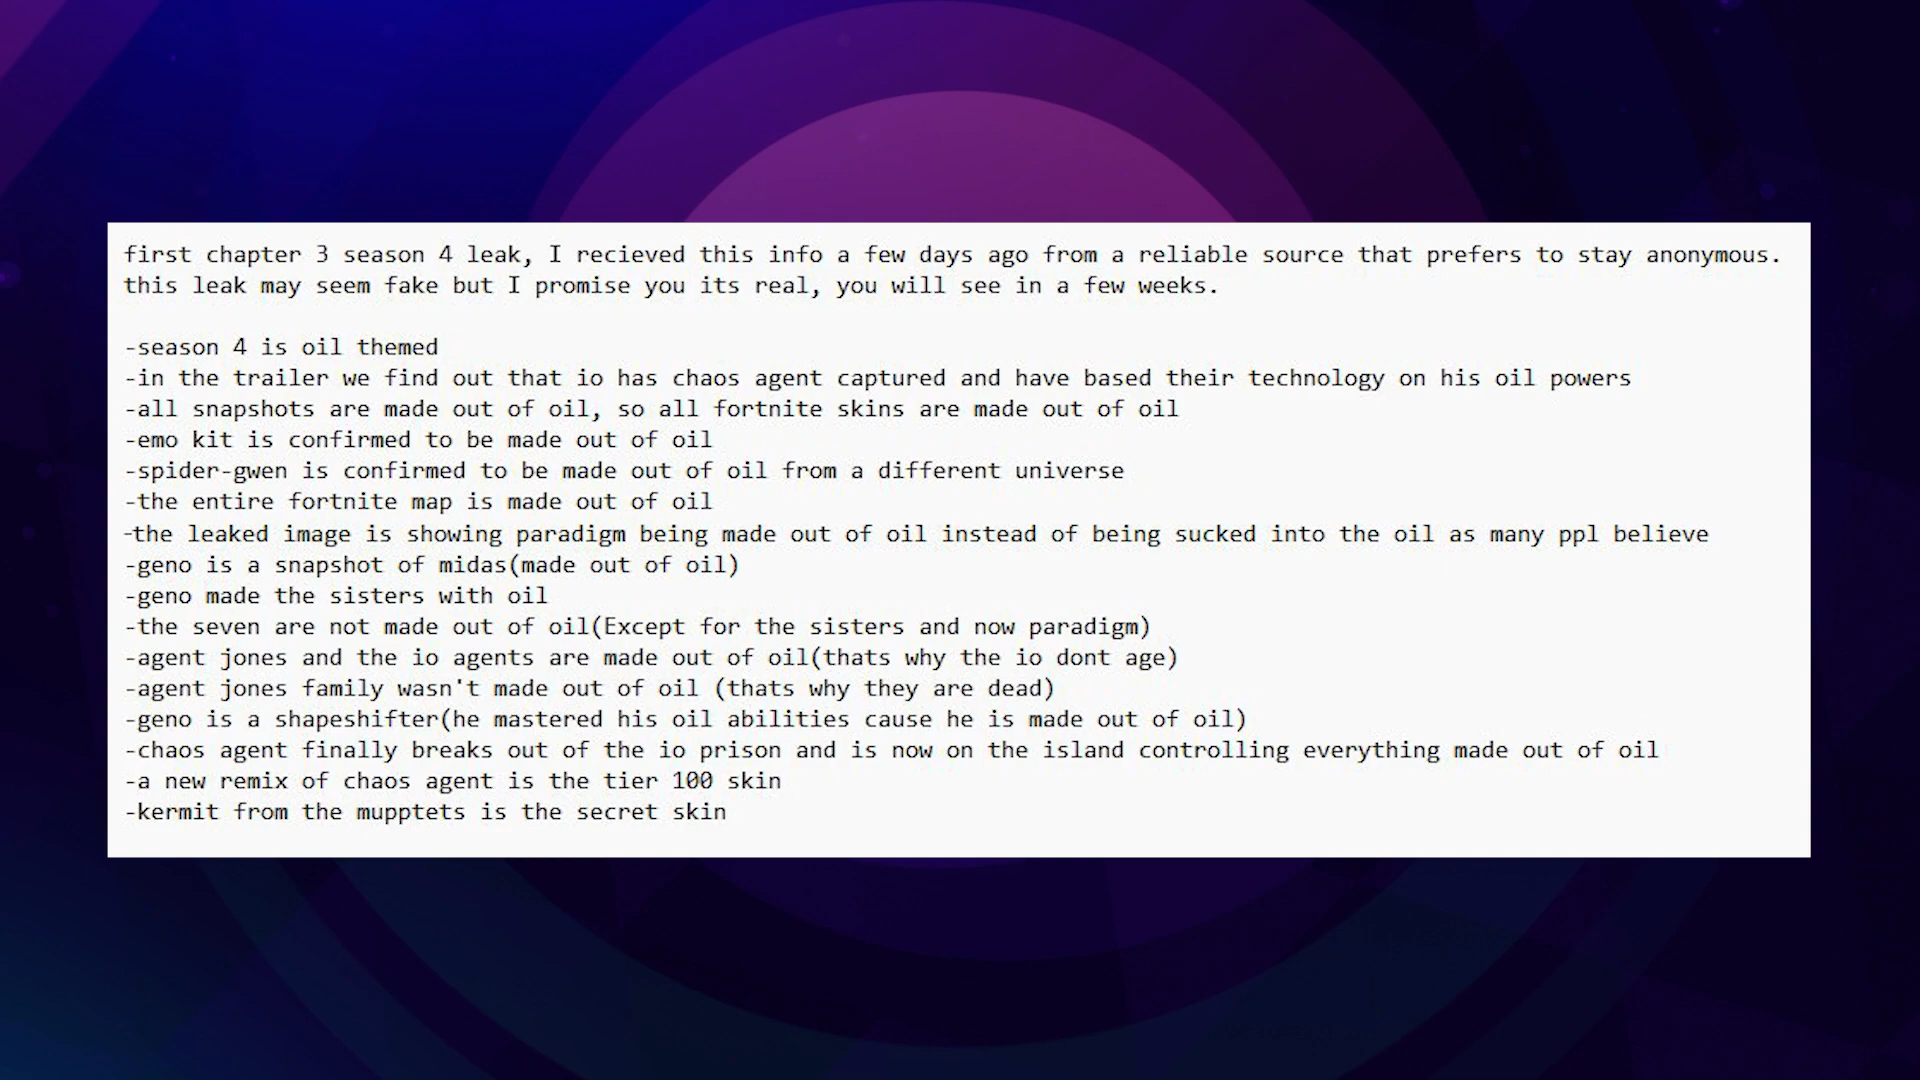 first chapter 3 season 4 leak, I recieved this info a few days ago from a reliable source that prefers to stay anonymous.
this leak may seem fake but I promise you its real, you will see in a few weeks.
-season 4 is oil themed
-in the trailer we find out that io has chaos agent captured and have based their technology on his oil powers
-all snapshots are made out of oil, so all fortnite skins are made out of oil
-emo kit is confirmed to be made out of oil
-spider-gwen is confirmed to be made out of oil from a different universe
-the entire fortnite map is made out of oil
-the leaked image is showing paradigm being made out of oil instead of being sucked into the oil as many ppl believe
-geno is a snapshot of midas(made out of oil)
-geno made the sisters with oil
-the seven are not made out of oil(Except for the sisters and now paradigm)
-agent jones and the io agents are made out of oil(thats why the io dont age)
-agent jones family wasn't made out of oil (thats why they are dead)
-geno is a shapeshifter(he mastered his oil abilities cause he is made out of oil)
-chaos agent finally breaks out of the io prison and is now on the island controlling everything made out of oil
-a new remix of chaos agent is the tier 100 skin
-kermit from the mupptets is the secret skin